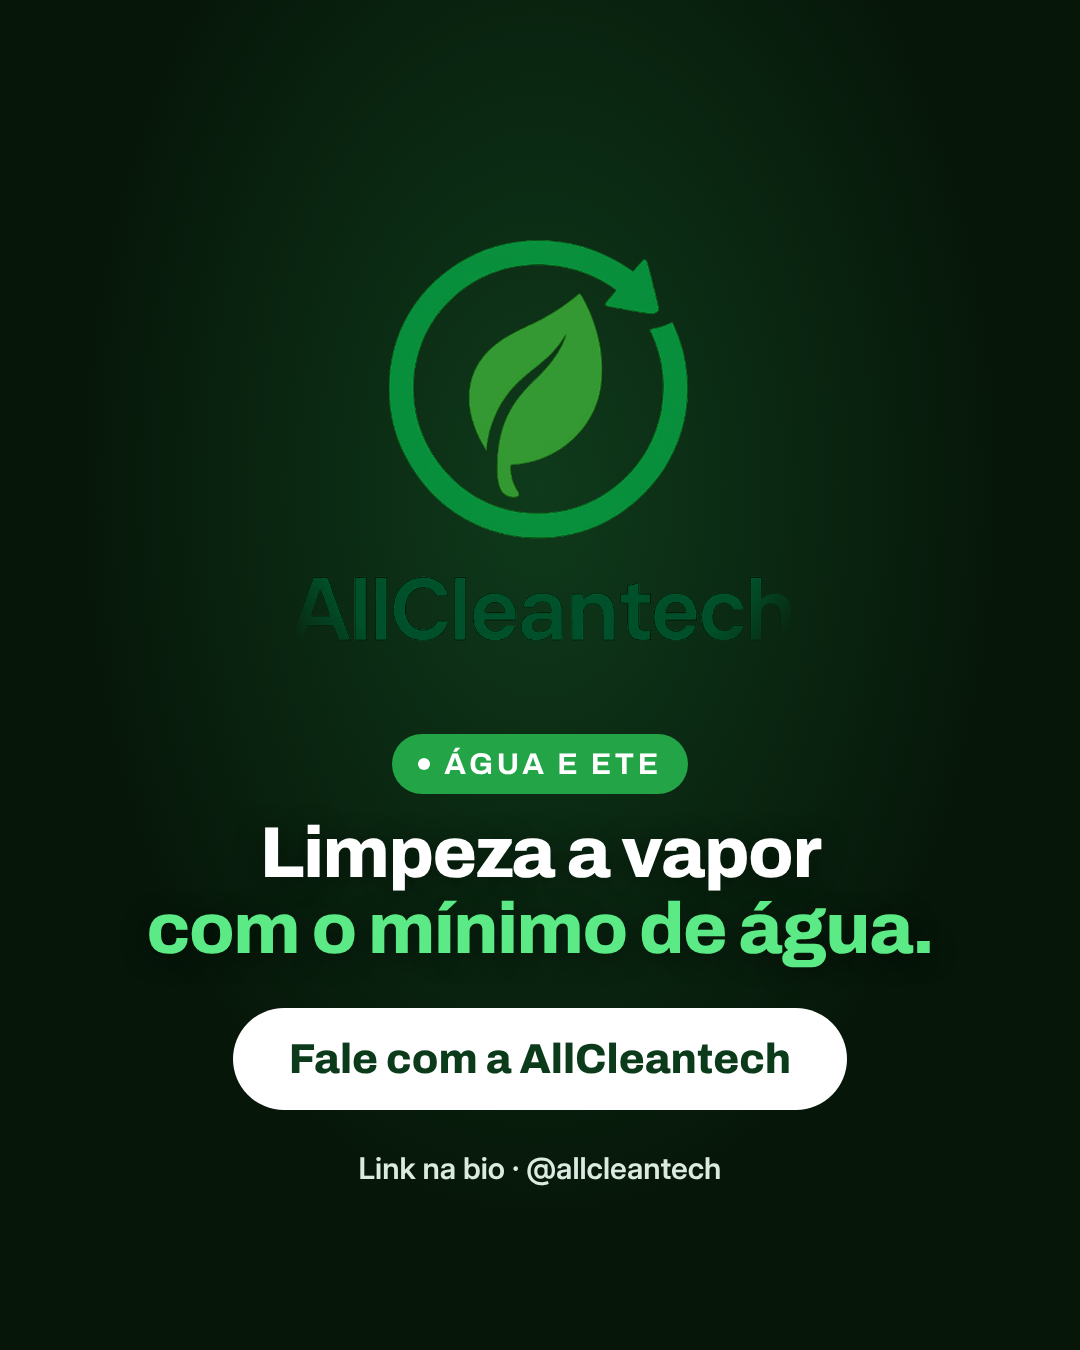 AllCleantech
• ÁGUA E ETE
Limpeza a vapor
com o mínimo de água.
Fale com a AllCleantech
Link na bio · @allcleantech